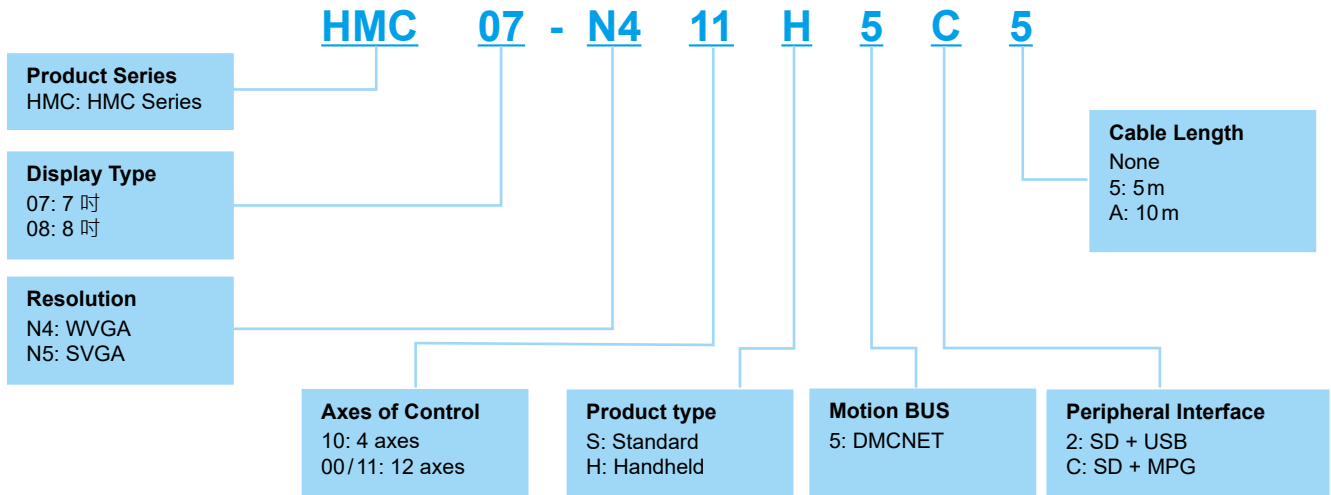 HMC 07 - N4 11 H 5 C 5
Product Series
HMC: HMC Series
Display Type
07: 7 吋
08: 8 吋
Resolution
N4: WVGA
N5: SVGA
Axes of Control
10: 4 axes
00/11: 12 axes
Product type
S: Standard
H: Handheld
Motion BUS
5: DMCNET
Peripheral Interface
2: SD + USB
C: SD + MPG
Cable Length
None
5: 5 m
A: 10 m